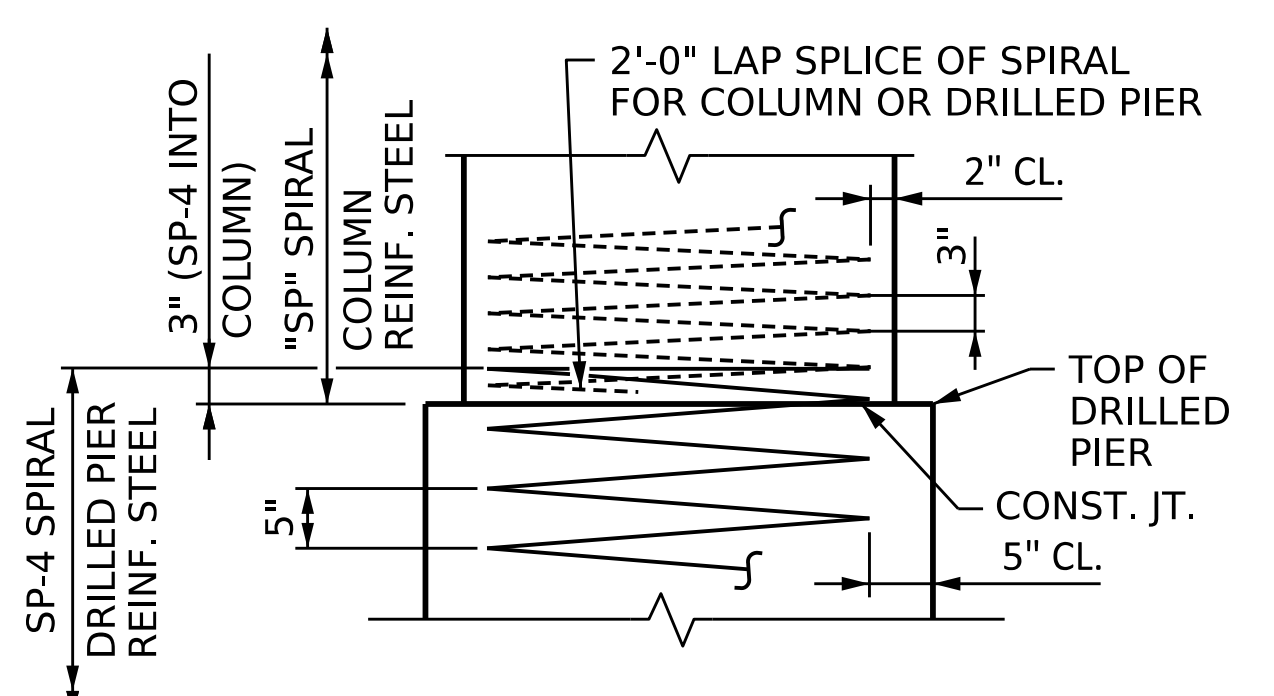 2'-0" LAP SPLICE OF SPIRAL
FOR COLUMN OR DRILLED PIER
3" (SP-4 INTO
COLUMN)
"SP" SPIRAL
COLUMN
REINF. STEEL
2" CL.
3"
TOP OF
DRILLED
PIER
CONST. JT.
5" CL.
5"
SP-4 SPIRAL
DRILLED PIER
REINF. STEEL